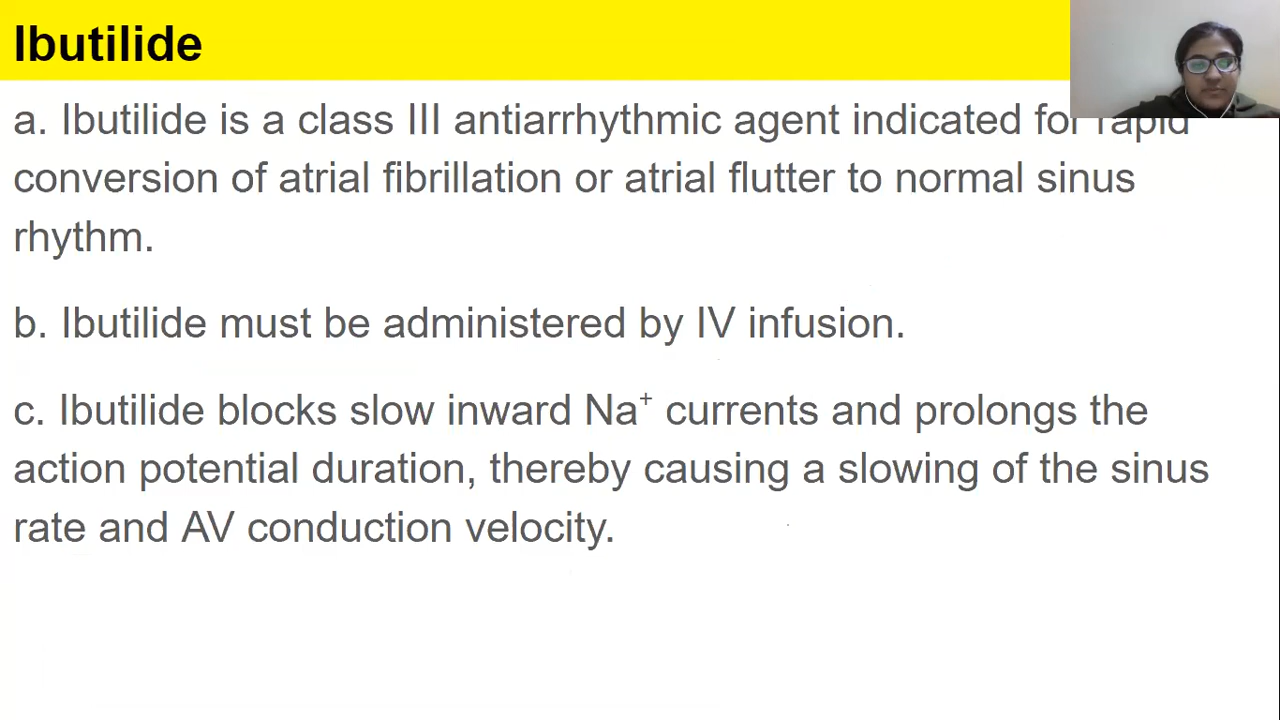 Ibutilide
a. Ibutilide is a class III antiarrhythmic agent indicated for rapid
conversion of atrial fibrillation or atrial flutter to normal sinus
rhythm.
b. Ibutilide must be administered by IV infusion.
c. Ibutilide blocks slow inward Na⁺ currents and prolongs the
action potential duration, thereby causing a slowing of the sinus
rate and AV conduction velocity.